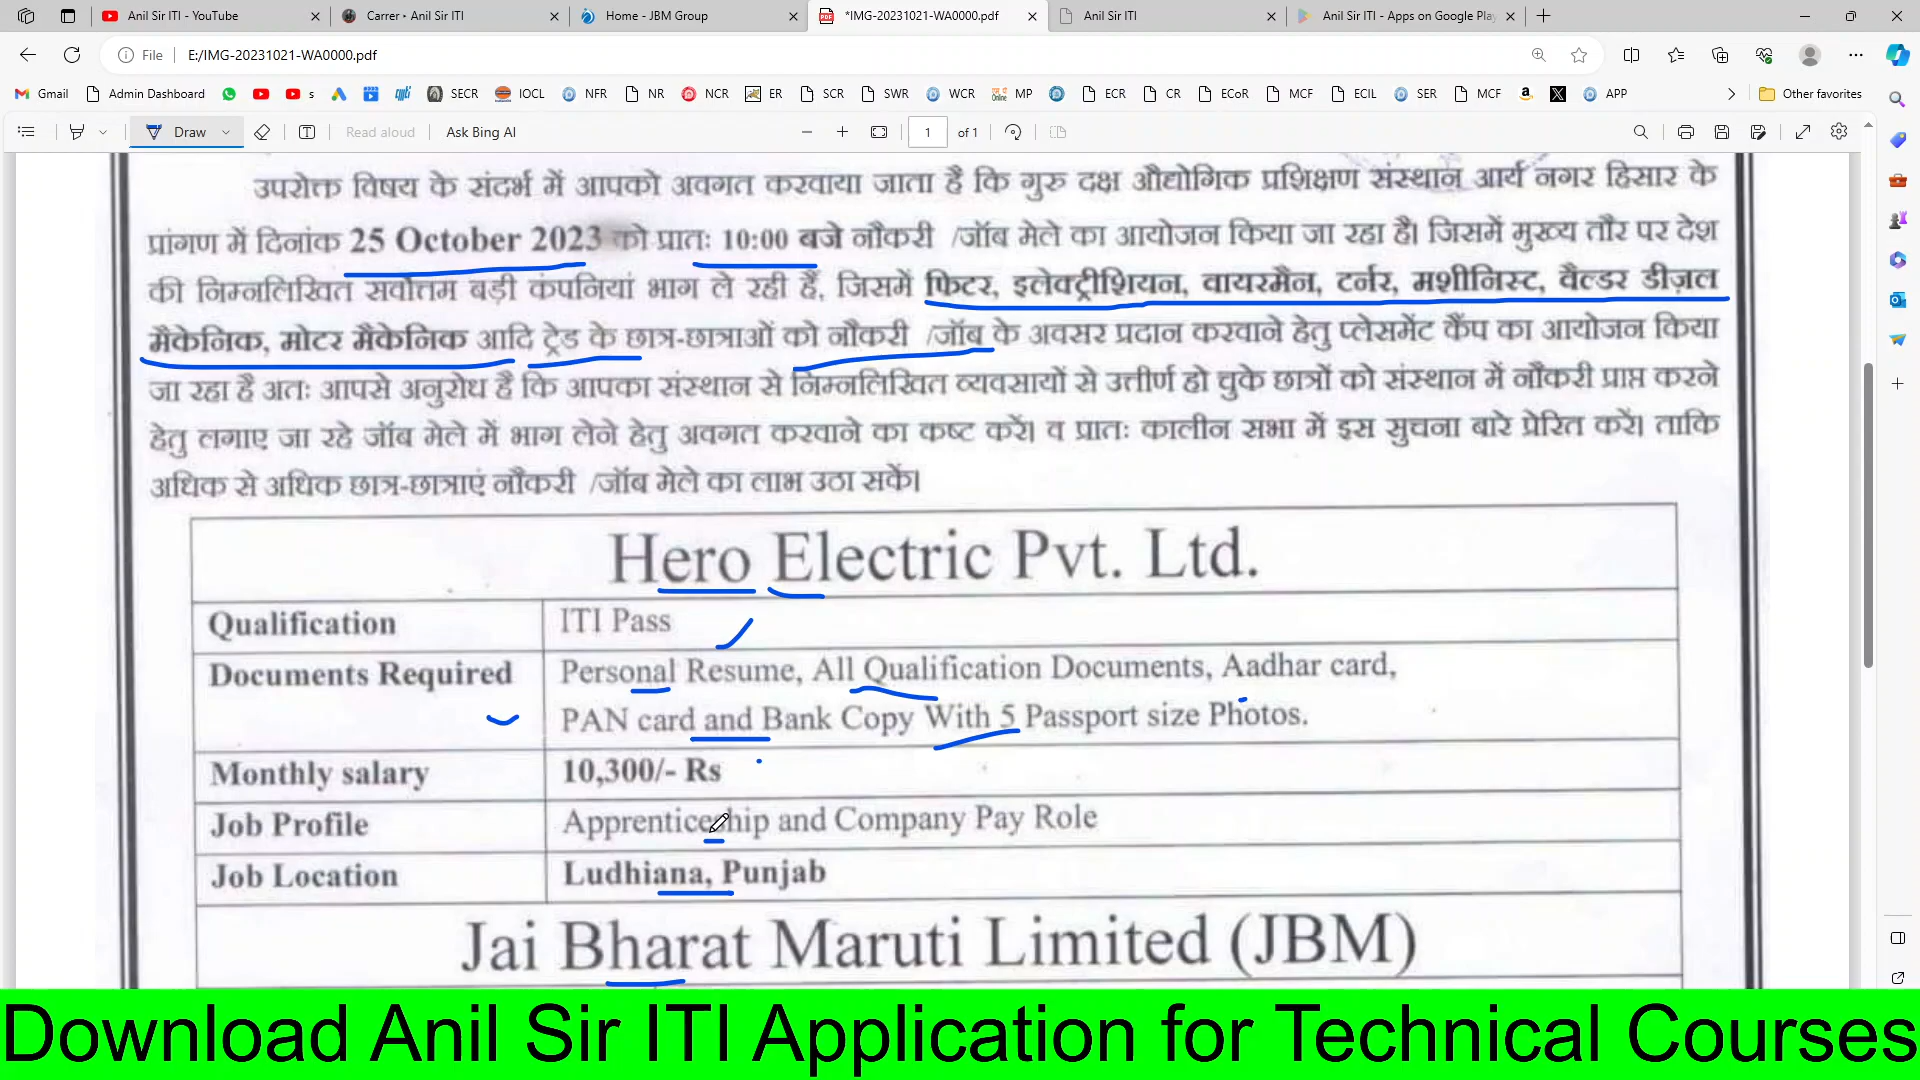 Anil Sir ITI - YouTube
Carrer • Anil Sir ITI
Home - JBM Group
*IMG-20231021-WA0000.pdf
Anil Sir ITI
Anil Sir ITI - Apps on Google Play
File E:/IMG-20231021-WA0000.pdf
Gmail Admin Dashboard s SECR IOCL NFR NR NCR ER SCR SWR WCR MP ECR CR ECoR MCF ECIL SER MCF APP Other favorites
Draw Read aloud Ask Bing AI 1 of 1
उपरोक्त विषय के संदर्भ में आपको अवगत करवाया जाता है कि गुरु दक्ष औद्योगिक प्रशिक्षण संस्थान आर्य नगर हिसार के
प्रांगण में दिनांक 25 October 2023 को प्रातः 10:00 बजे नौकरी /जॉब मेले का आयोजन किया जा रहा है। जिसमें मुख्य तौर पर देश
की निम्नलिखित सर्वोत्तम बड़ी कंपनियां भाग ले रही हैं, जिसमें फिटर, इलेक्ट्रीशियन, वायरमैन, टर्नर, मशीनिस्ट, वैल्डर डीज़ल
मैकेनिक, मोटर मैकेनिक आदि ट्रेड के छात्र-छात्राओं को नौकरी /जॉब के अवसर प्रदान करवाने हेतु प्लेसमेंट कैंप का आयोजन किया
जा रहा है अतः आपसे अनुरोध है कि आपका संस्थान से निम्नलिखित व्यवसायों से उत्तीर्ण हो चुके छात्रों को संस्थान में नौकरी प्राप्त करने
हेतु लगाए जा रहे जॉब मेले में भाग लेने हेतु अवगत करवाने का कष्ट करें। व प्रातः कालीन सभा में इस सुचना बारे प्रेरित करें। ताकि
अधिक से अधिक छात्र-छात्राएं नौकरी /जॉब मेले का लाभ उठा सकें।
Hero Electric Pvt. Ltd.
Qualification ITI Pass
Documents Required Personal Resume, All Qualification Documents, Aadhar card,
PAN card and Bank Copy With 5 Passport size Photos.
Monthly salary 10,300/- Rs
Job Profile Apprenticeship and Company Pay Role
Job Location Ludhiana, Punjab
Jai Bharat Maruti Limited (JBM)
Download Anil Sir ITI Application for Technical Courses